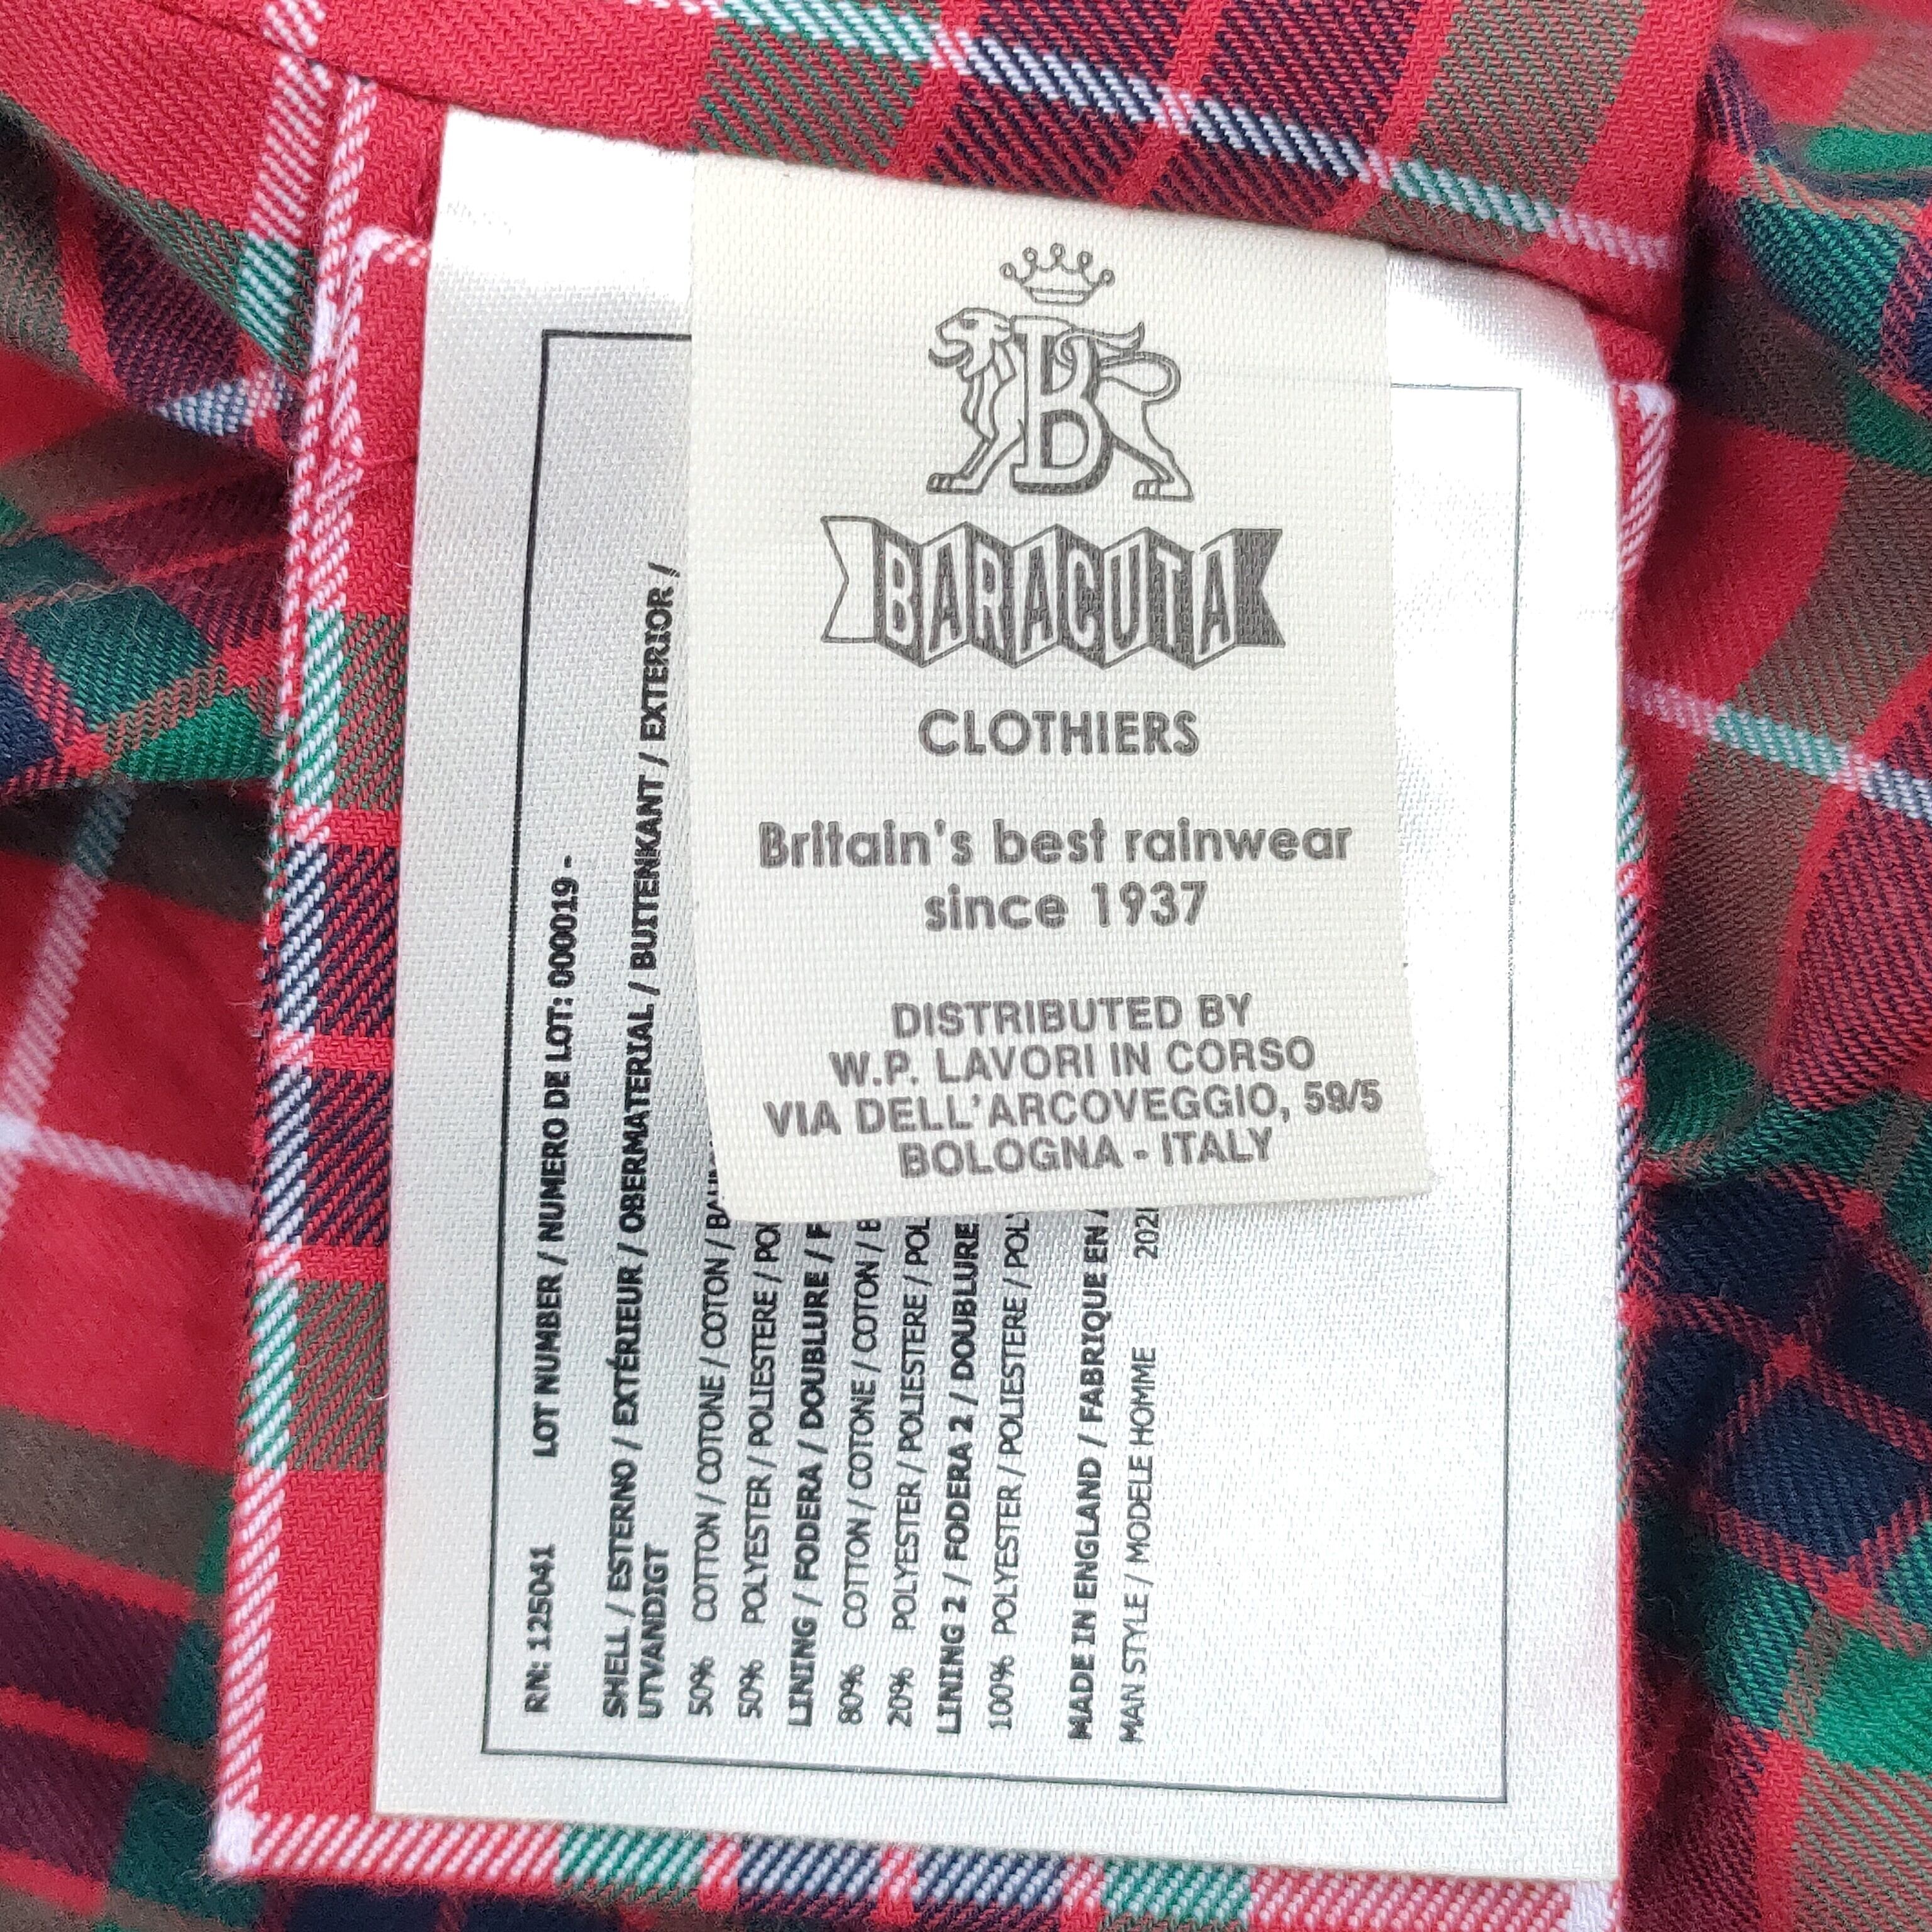 B
BARACUTA
CLOTHIERS
Britain's best rainwear
since 1937
DISTRIBUTED BY
W.P. LAVORI IN CORSO
VIA DELL'ARCOVEGGIO, 59/5
BOLOGNA - ITALY
RN: 125041 LOT NUMBER / NUMERO DE LOT: 000019 -
SHELL / ESTERNO / EXTÉRIEUR / OBERMATERIAL / BUITENKANT / EXTERIOR /
UTVANDIGT
50% COTTON / COTONE / COTON /
50% POLYESTER / POLIESTERE /
LINING / FODERA / DOUBLURE /
80% COTTON / COTONE / COTON /
20% POLYESTER / POLIESTERE /
LINING 2 / FODERA 2 / DOUBLURE
100% POLYESTER / POLIESTERE /
MADE IN ENGLAND / FABRIQUE EN
MAN STYLE / MODELE HOMME